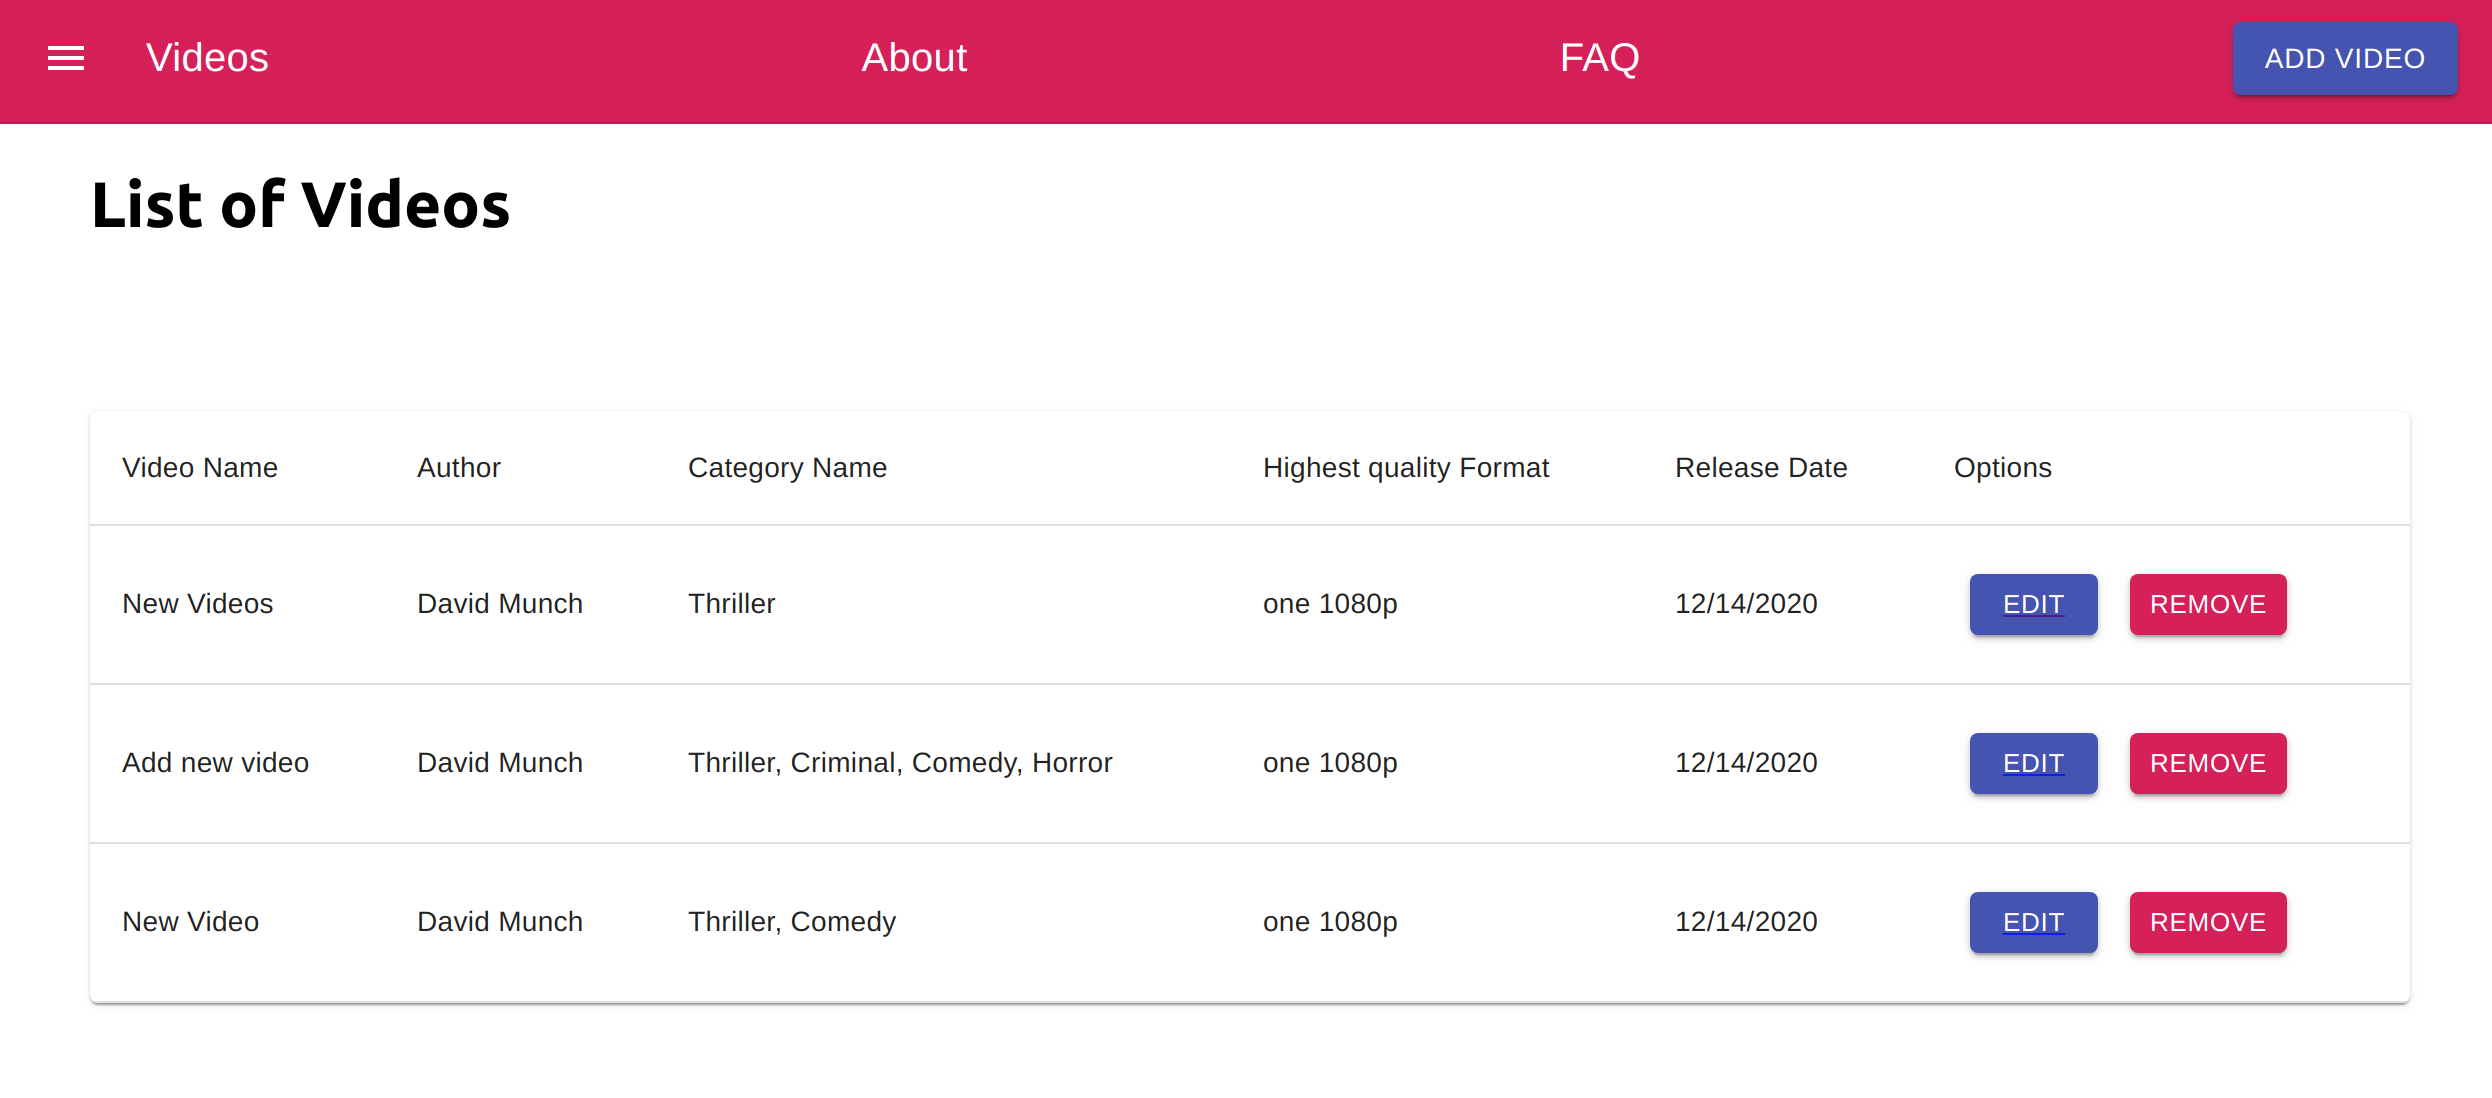 Videos About FAQ ADD VIDEO
List of Videos
Video Name Author Category Name Highest quality Format Release Date Options
New Videos David Munch Thriller one 1080p 12/14/2020 EDIT REMOVE
Add new video David Munch Thriller, Criminal, Comedy, Horror one 1080p 12/14/2020 EDIT REMOVE
New Video David Munch Thriller, Comedy one 1080p 12/14/2020 EDIT REMOVE